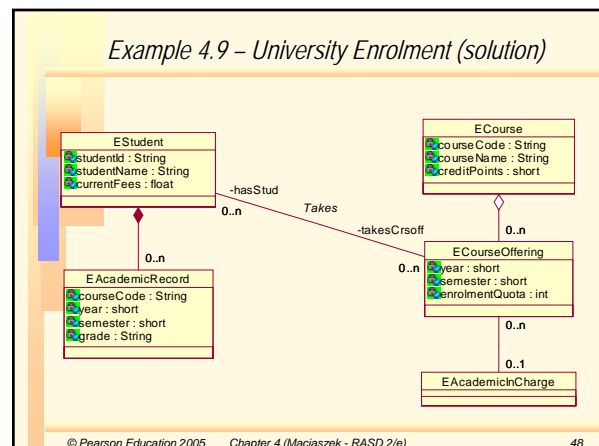 Example 4.9 – University Enrolment (solution)
EStudent
studentId : String
studentName : String
currentFees : float
ECourse
courseCode : String
courseName : String
creditPoints : short
-hasStud
0..n
Takes
-takesCrsoff
0..n
0..n
ECourseOffering
year : short
semester : short
enrolmentQuota : int
0..n
EAcademicRecord
courseCode : String
year : short
semester : short
grade : String
0..n
0..1
EAcademicInCharge
© Pearson Education 2005 Chapter 4 (Maciaszek - RASD 2/e) 48